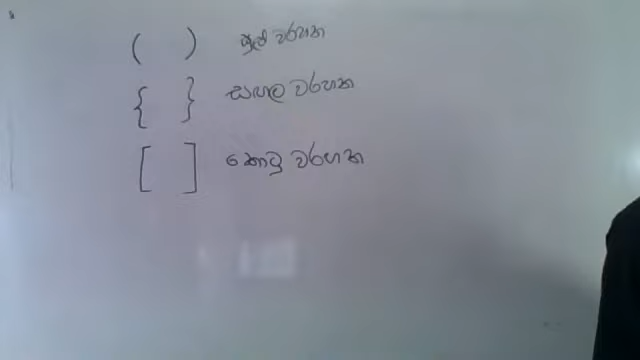 ( ) සුළු වරහන
{ } සඟල වරහන
[ ] කොටු වරහන